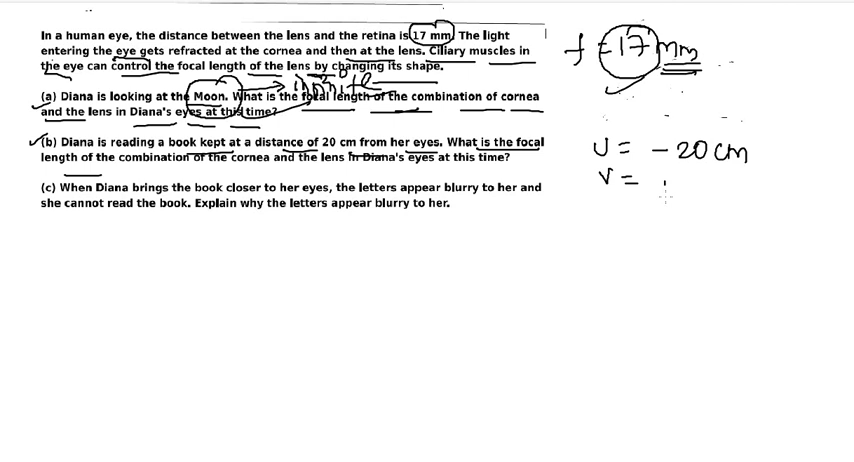 In a human eye, the distance between the lens and the retina is 17 mm. The light
entering the eye gets refracted at the cornea and then at the lens. Ciliary muscles in
the eye can control the focal length of the lens by changing its shape.
infinite
(a) Diana is looking at the Moon. What is the focal length of the combination of cornea
and the lens in Diana's eyes at this time?
(b) Diana is reading a book kept at a distance of 20 cm from her eyes. What is the focal
length of the combination of the cornea and the lens in Diana's eyes at this time?
(c) When Diana brings the book closer to her eyes, the letters appear blurry to her and
she cannot read the book. Explain why the letters appear blurry to her.
f = 17 mm
U = - 20 cm
V =